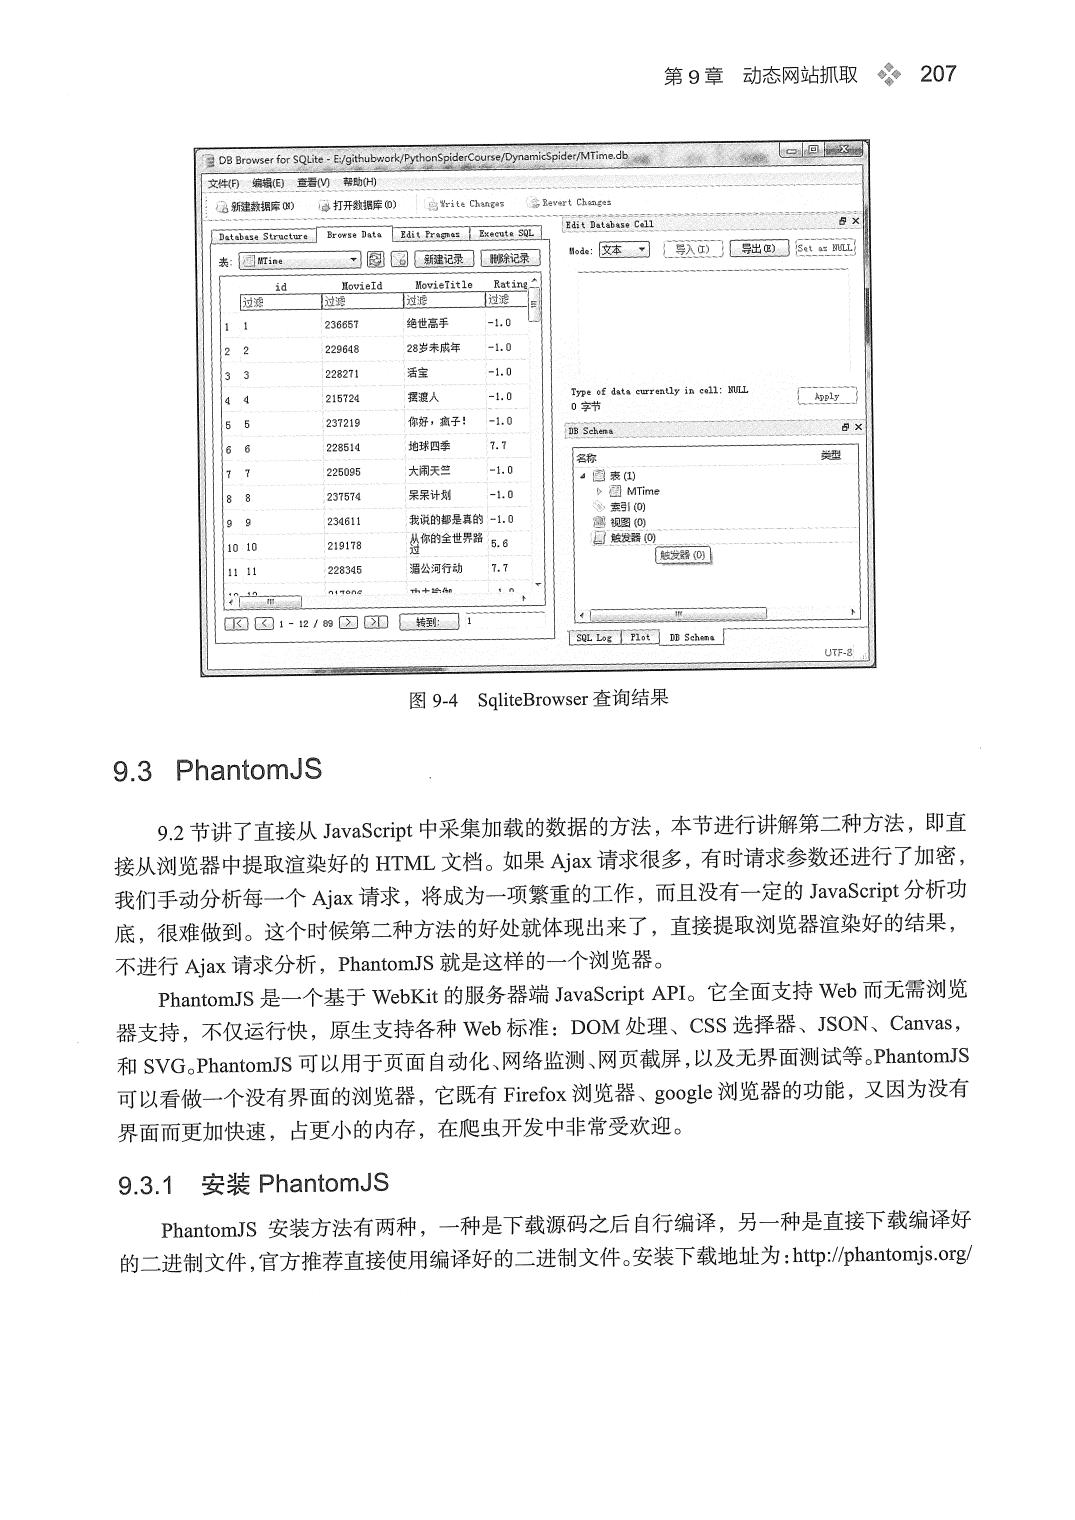 第 9 章 动态网站抓取 207
DB Browser for SQLite - E:/githubwork/PythonSpiderCourse/DynamicSpider/MTime.db
文件(F) 编辑(E) 查看(V) 帮助(H)
新建数据库(N) 打开数据库(O) Write Changes Revert Changes
Database Structure Browse Data Edit Pragmas Execute SQL
表: MTime 新建记录 删除记录
id MovieId MovieTitle Rating
过滤 过滤 过滤 过滤
1 1 236657 绝世高手 -1.0
2 2 229648 28岁未成年 -1.0
3 3 228271 活宝 -1.0
4 4 215724 摆渡人 -1.0
5 5 237219 你好，疯子! -1.0
6 6 228514 地球四季 7.7
7 7 225095 大闹天竺 -1.0
8 8 237574 呆呆计划 -1.0
9 9 234611 我说的都是真的 -1.0
10 10 219178 从你的全世界路过 5.6
11 11 228345 湄公河行动 7.7
1 - 12 / 89 转到: 1
Edit Database Cell
Mode: 文本 导入(I) 导出(E) Set as NULL
Type of data currently in cell: NULL
0 字节
Apply
DB Schema
名称 类型
表 (1)
MTime
索引 (0)
视图 (0)
触发器 (0)
触发器 (0)
SQL Log Plot DB Schema
UTF-8
图 9-4 SqliteBrowser 查询结果
9.3 PhantomJS
9.2 节讲了直接从 JavaScript 中采集加载的数据的方法，本节进行讲解第二种方法，即直
接从浏览器中提取渲染好的 HTML 文档。如果 Ajax 请求很多，有时请求参数还进行了加密，
我们手动分析每一个 Ajax 请求，将成为一项繁重的工作，而且没有一定的 JavaScript 分析功
底，很难做到。这个时候第二种方法的好处就体现出来了，直接提取浏览器渲染好的结果，
不进行 Ajax 请求分析，PhantomJS 就是这样的一个浏览器。
PhantomJS 是一个基于 WebKit 的服务器端 JavaScript API。它全面支持 Web 而无需浏览
器支持，不仅运行快，原生支持各种 Web 标准：DOM 处理、CSS 选择器、JSON、Canvas，
和 SVG。PhantomJS 可以用于页面自动化、网络监测、网页截屏，以及无界面测试等。PhantomJS
可以看做一个没有界面的浏览器，它既有 Firefox 浏览器、google 浏览器的功能，又因为没有
界面而更加快速，占更小的内存，在爬虫开发中非常受欢迎。
9.3.1 安装 PhantomJS
PhantomJS 安装方法有两种，一种是下载源码之后自行编译，另一种是直接下载编译好
的二进制文件，官方推荐直接使用编译好的二进制文件。安装下载地址为：http://phantomjs.org/